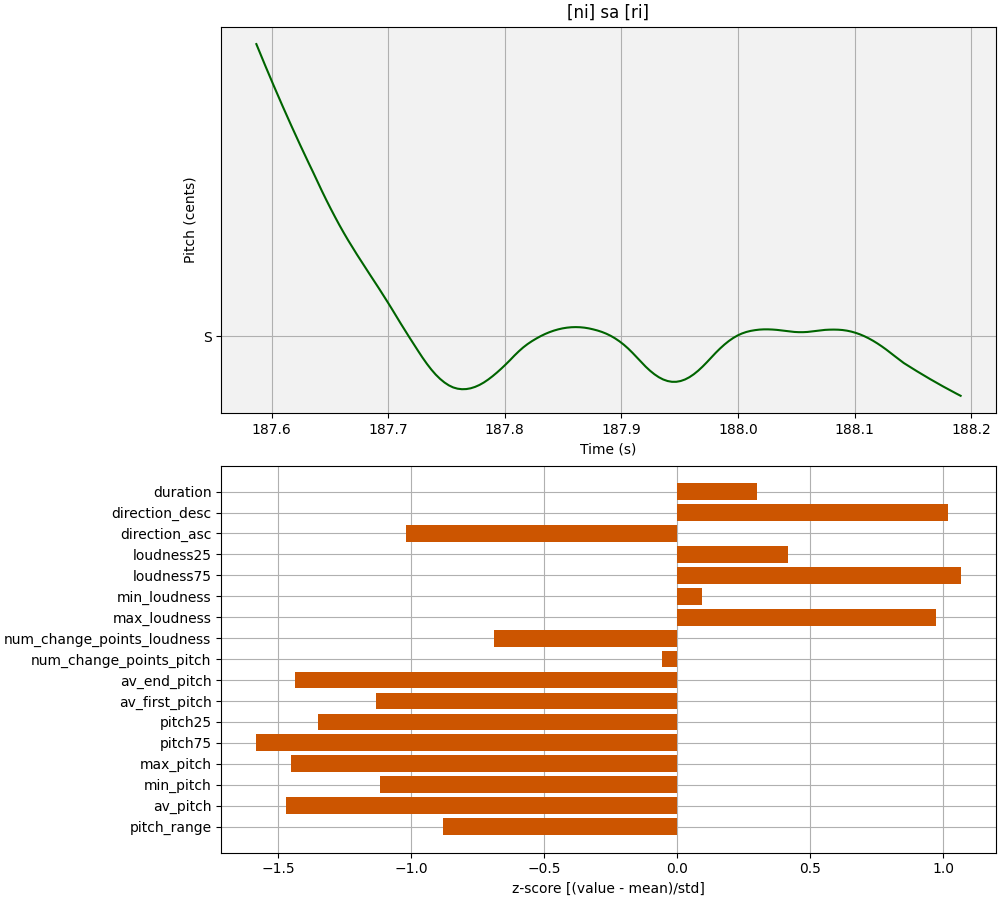 [ni] sa [ri]
Pitch (cents)
S
187.6 187.7 187.8 187.9 188.0 188.1 188.2
Time (s)
duration
direction_desc
direction_asc
loudness25
loudness75
min_loudness
max_loudness
num_change_points_loudness
num_change_points_pitch
av_end_pitch
av_first_pitch
pitch25
pitch75
max_pitch
min_pitch
av_pitch
pitch_range
−1.5 −1.0 −0.5 0.0 0.5 1.0
z-score [(value - mean)/std]